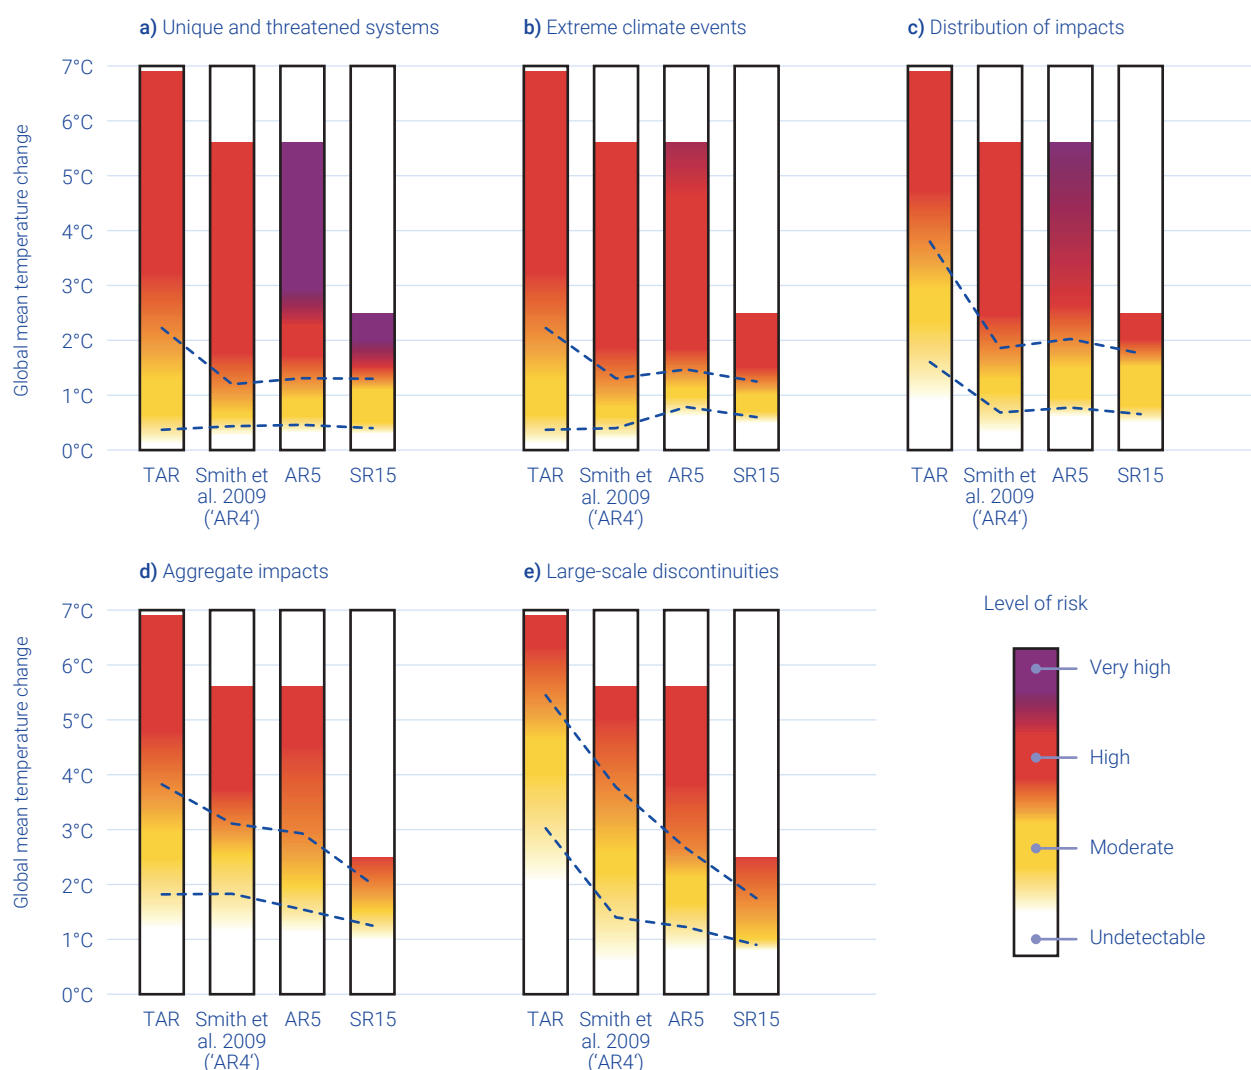 a) Unique and threatened systems
b) Extreme climate events
c) Distribution of impacts
Global mean temperature change
7°C
6°C
5°C
4°C
3°C
2°C
1°C
0°C
TAR
Smith et
al. 2009
(‘AR4‘)
AR5
SR15
TAR
Smith et
al. 2009
(‘AR4‘)
AR5
SR15
TAR
Smith et
al. 2009
(‘AR4‘)
AR5
SR15
d) Aggregate impacts
e) Large-scale discontinuities
Global mean temperature change
7°C
6°C
5°C
4°C
3°C
2°C
1°C
0°C
TAR
Smith et
al. 2009
(‘AR4‘)
AR5
SR15
TAR
Smith et
al. 2009
(‘AR4‘)
AR5
SR15
Level of risk
Very high
High
Moderate
Undetectable